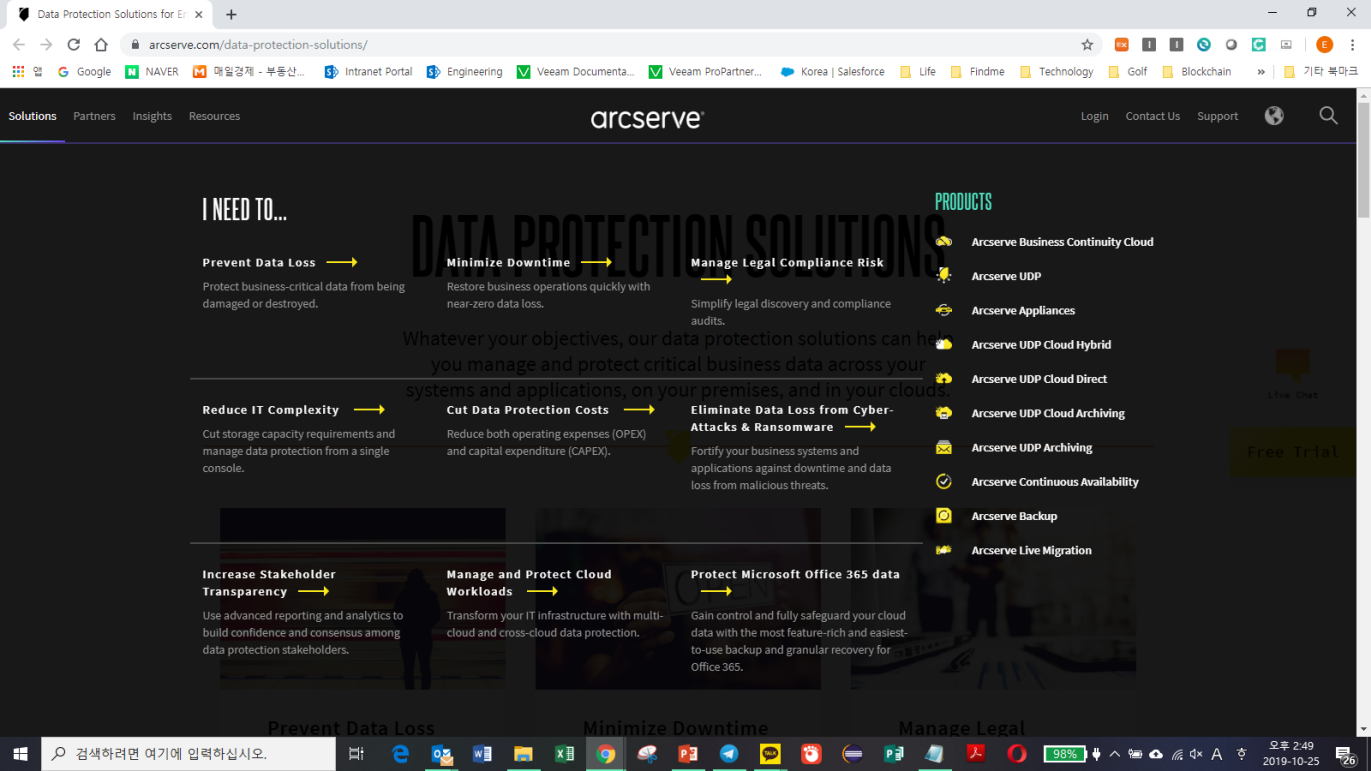 Data Protection Solutions for En
arcserve.com/data-protection-solutions/
앱
Google
NAVER
매일경제 - 부동산...
Intranet Portal
Engineering
Veeam Documenta...
Veeam ProPartner...
Korea | Salesforce
Life
Findme
Technology
Golf
Blockchain
»
기타 북마크
Solutions
Partners
Insights
Resources
arcserve®
Login
Contact Us
Support
I NEED TO...
DATA PROTECTION SOLUTIONS
Prevent Data Loss
Protect business-critical data from being
damaged or destroyed.
Minimize Downtime
Restore business operations quickly with
near-zero data loss.
Manage Legal Compliance Risk
Simplify legal discovery and compliance
audits.
Whatever your objectives, our data protection solutions can help
you manage and protect critical business data across your
systems and applications, on your premises, and in your clouds.
Reduce IT Complexity
Cut storage capacity requirements and
manage data protection from a single
console.
Cut Data Protection Costs
Reduce both operating expenses (OPEX)
and capital expenditure (CAPEX).
Eliminate Data Loss from Cyber-
Attacks & Ransomware
Fortify your business systems and
applications against downtime and data
loss from malicious threats.
Increase Stakeholder
Transparency
Use advanced reporting and analytics to
build confidence and consensus among
data protection stakeholders.
Manage and Protect Cloud
Workloads
Transform your IT infrastructure with multi-
cloud and cross-cloud data protection.
Protect Microsoft Office 365 data
Gain control and fully safeguard your cloud
data with the most feature-rich and easiest-
to-use backup and granular recovery for
Office 365.
PRODUCTS
Arcserve Business Continuity Cloud
Arcserve UDP
Arcserve Appliances
Arcserve UDP Cloud Hybrid
Arcserve UDP Cloud Direct
Arcserve UDP Cloud Archiving
Arcserve UDP Archiving
Arcserve Continuous Availability
Arcserve Backup
Arcserve Live Migration
Live Chat
Free Trial
OPEN
Prevent Data Loss
Minimize Downtime
Manage Legal
검색하려면 여기에 입력하십시오.
98%
A
오후 2:49
2019-10-25
26